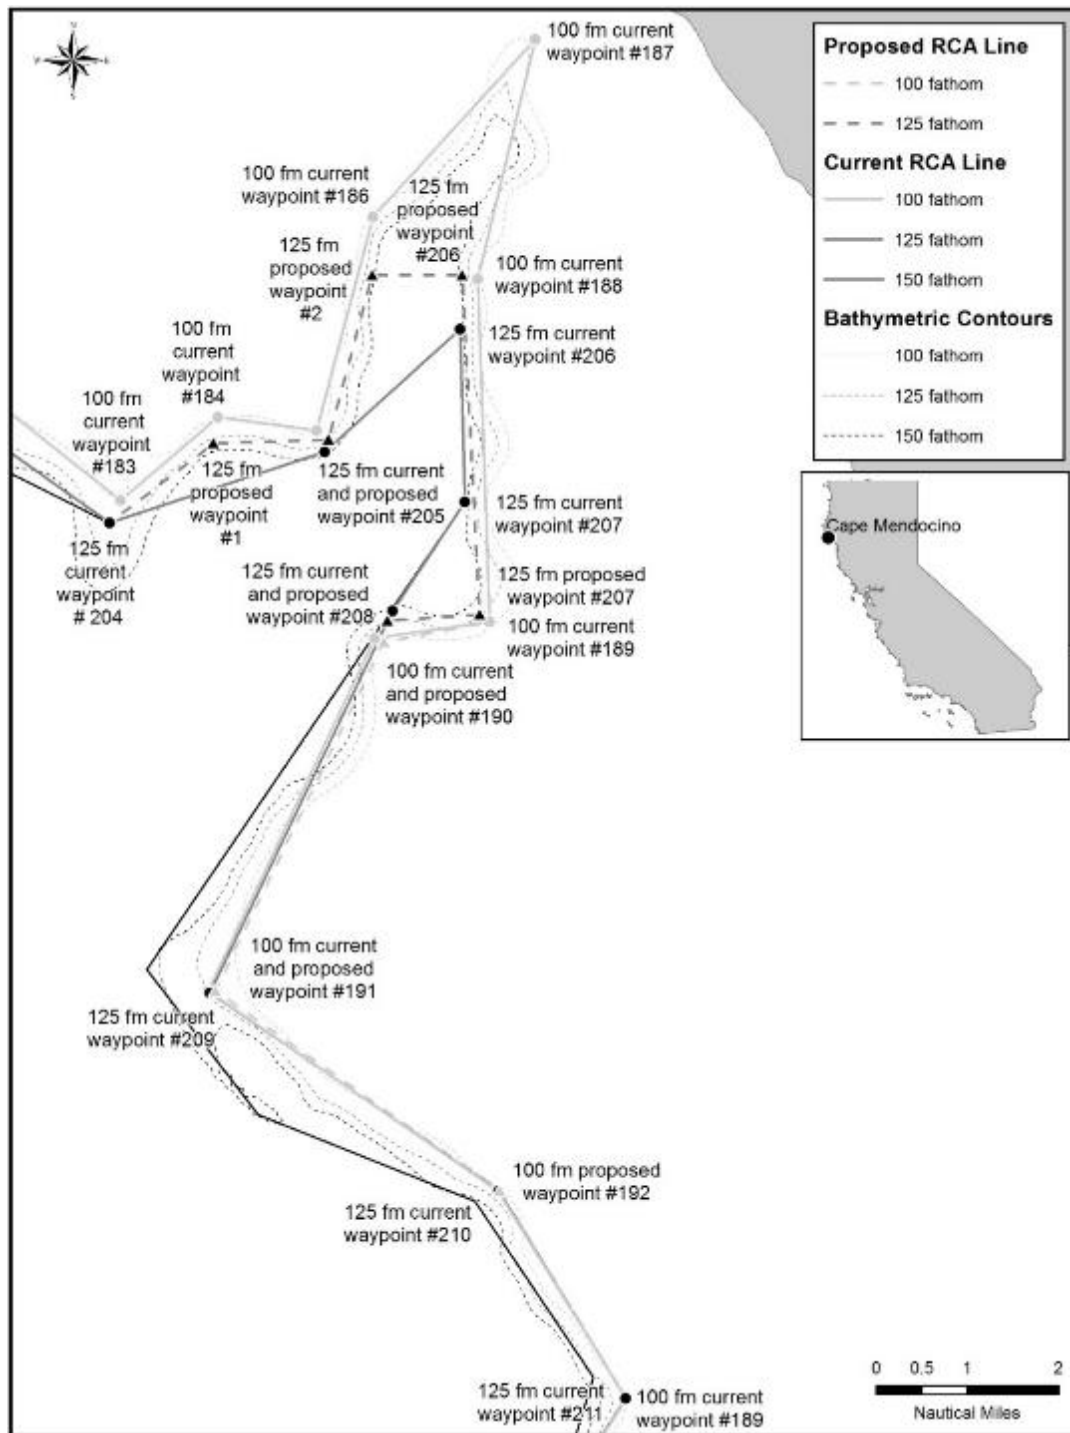 100 fm current
waypoint #187
100 fm current
waypoint #186
125 fm
proposed
waypoint
#206
125 fm
proposed
waypoint
#2
100 fm current
waypoint #188
100 fm
current
waypoint
#184
125 fm current
waypoint #206
100 fm
current
waypoint
#183
125 fm
proposed
waypoint
#1
125 fm current
and proposed
waypoint #205
125 fm current
waypoint #207
125 fm
current
waypoint
# 204
125 fm current
and proposed
waypoint
#208
125 fm proposed
waypoint #207
100 fm current
waypoint #189
100 fm current
and proposed
waypoint #190
100 fm current
and proposed
waypoint #191
125 fm current
waypoint #209
100 fm proposed
waypoint #192
125 fm current
waypoint #210
125 fm current
waypoint #211
100 fm current
waypoint #189
Proposed RCA Line
100 fathom
125 fathom
Current RCA Line
100 fathom
125 fathom
150 fathom
Bathymetric Contours
100 fathom
125 fathom
150 fathom
Cape Mendocino
0 0.5 1 2
Nautical Miles